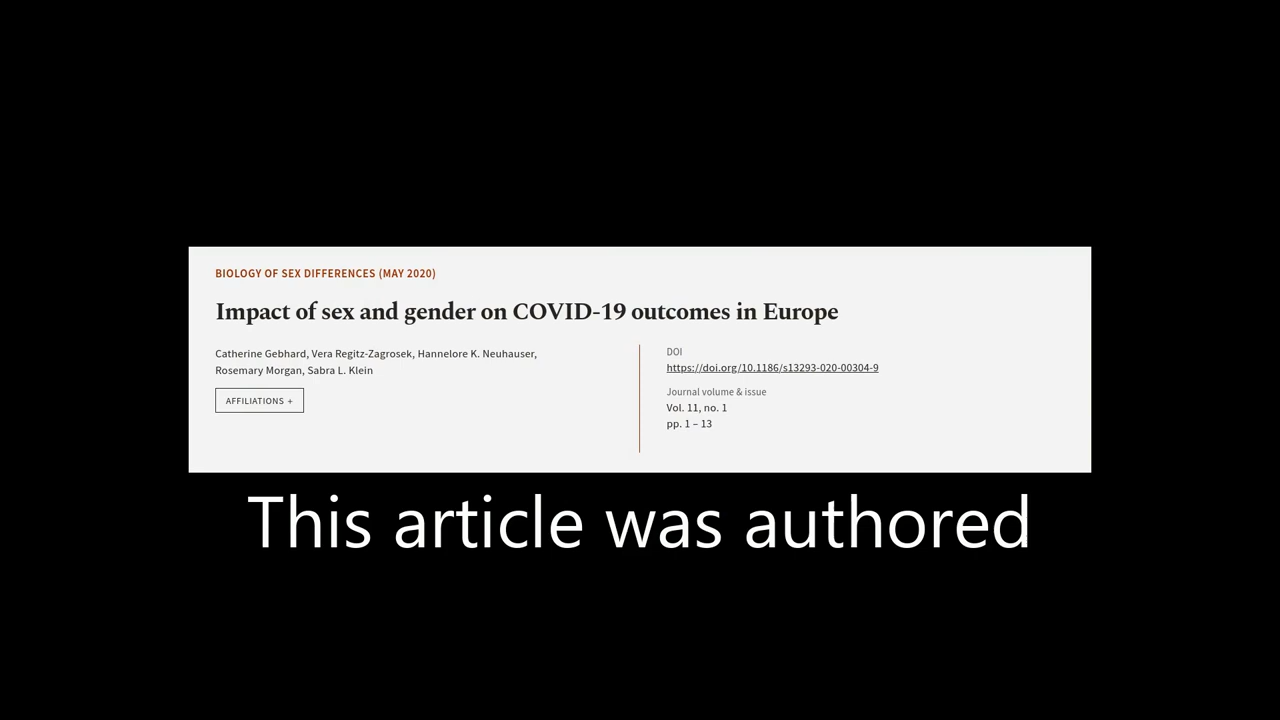 BIOLOGY OF SEX DIFFERENCES (MAY 2020)
Impact of sex and gender on COVID-19 outcomes in Europe
Catherine Gebhard, Vera Regitz-Zagrosek, Hannelore K. Neuhauser,
Rosemary Morgan, Sabra L. Klein
AFFILIATIONS +
DOI
https://doi.org/10.1186/s13293-020-00304-9
Journal volume & issue
Vol. 11, no. 1
pp. 1 – 13
This article was authored